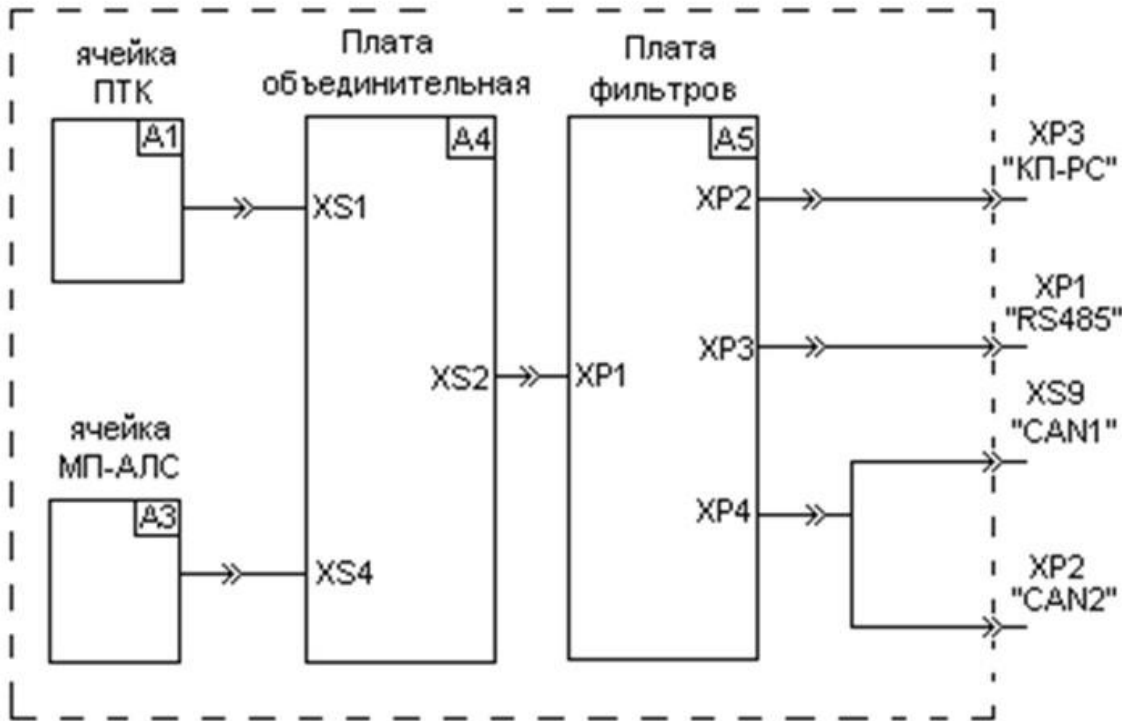 ячейка
ПТК
A1
Плата
объединительная
A4
XS1
XS2
XS4
ячейка
МП-АЛС
A3
Плата
фильтров
A5
XP1
XP2
XP3
XP4
XP3
"КП-РС"
XP1
"RS485"
XS9
"CAN1"
XP2
"CAN2"